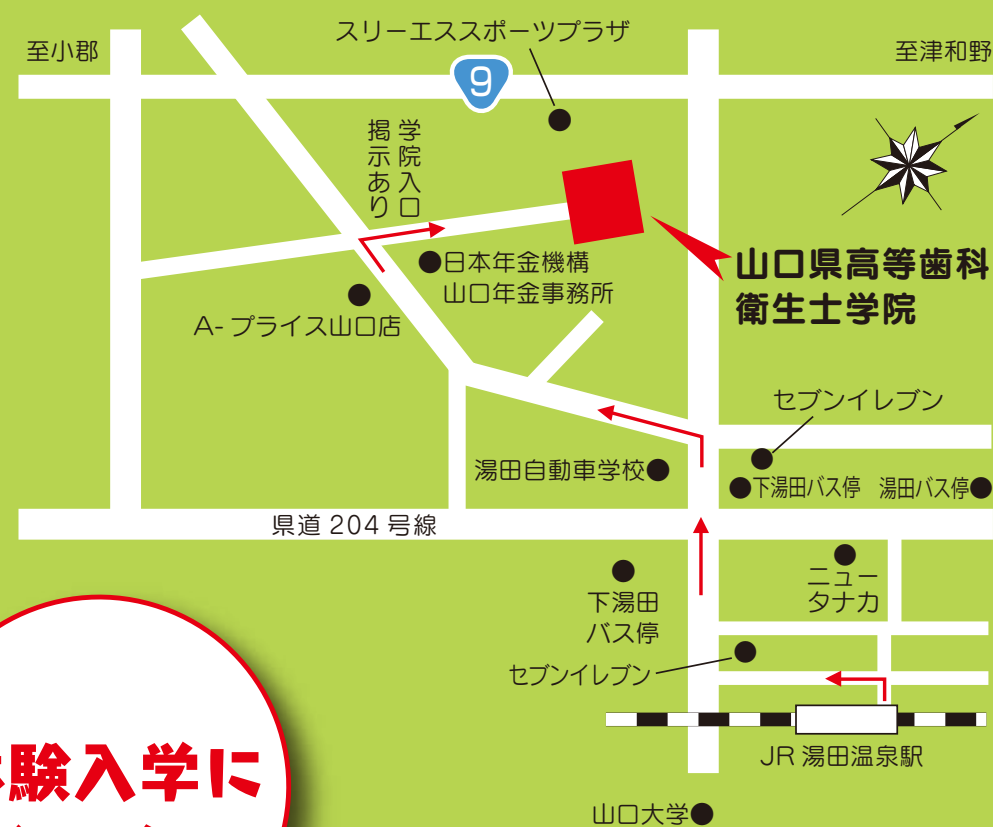 スリーエススポーツプラザ
至小郡
至津和野
9
学院入口
掲示あり
日本年金機構
山口年金事務所
山口県高等歯科
衛生士学院
A-プライス山口店
セブンイレブン
湯田自動車学校
下湯田バス停
湯田バス停
県道204号線
ニュー
タナカ
下湯田
バス停
セブンイレブン
JR湯田温泉駅
験入学に
山口大学